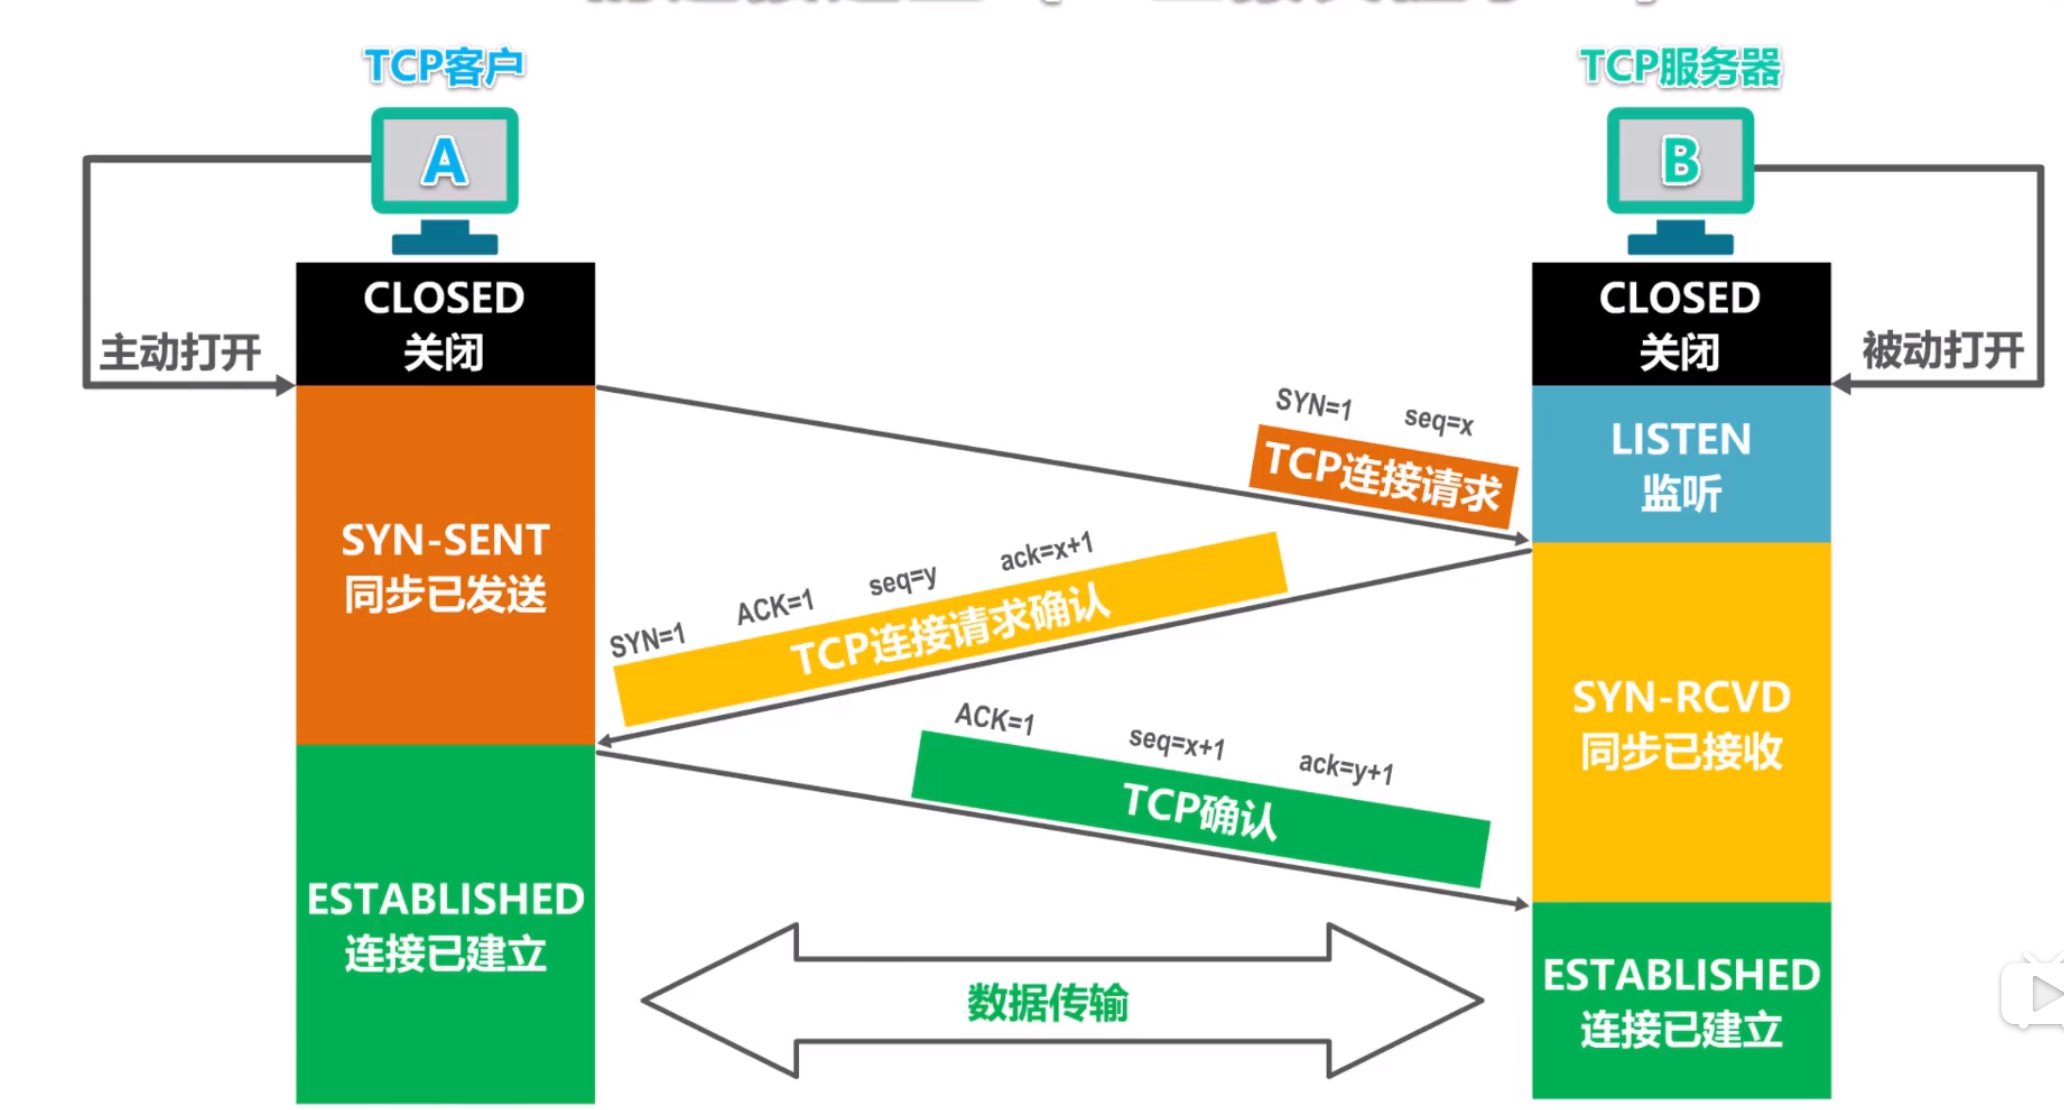 TCP客户
TCP服务器
A
B
CLOSED
关闭
CLOSED
关闭
主动打开
被动打开
SYN=1 seq=x
TCP连接请求
LISTEN
监听
SYN-SENT
同步已发送
SYN=1 ACK=1 seq=y ack=x+1
TCP连接请求确认
SYN-RCVD
同步已接收
ACK=1 seq=x+1 ack=y+1
TCP确认
ESTABLISHED
连接已建立
数据传输
ESTABLISHED
连接已建立